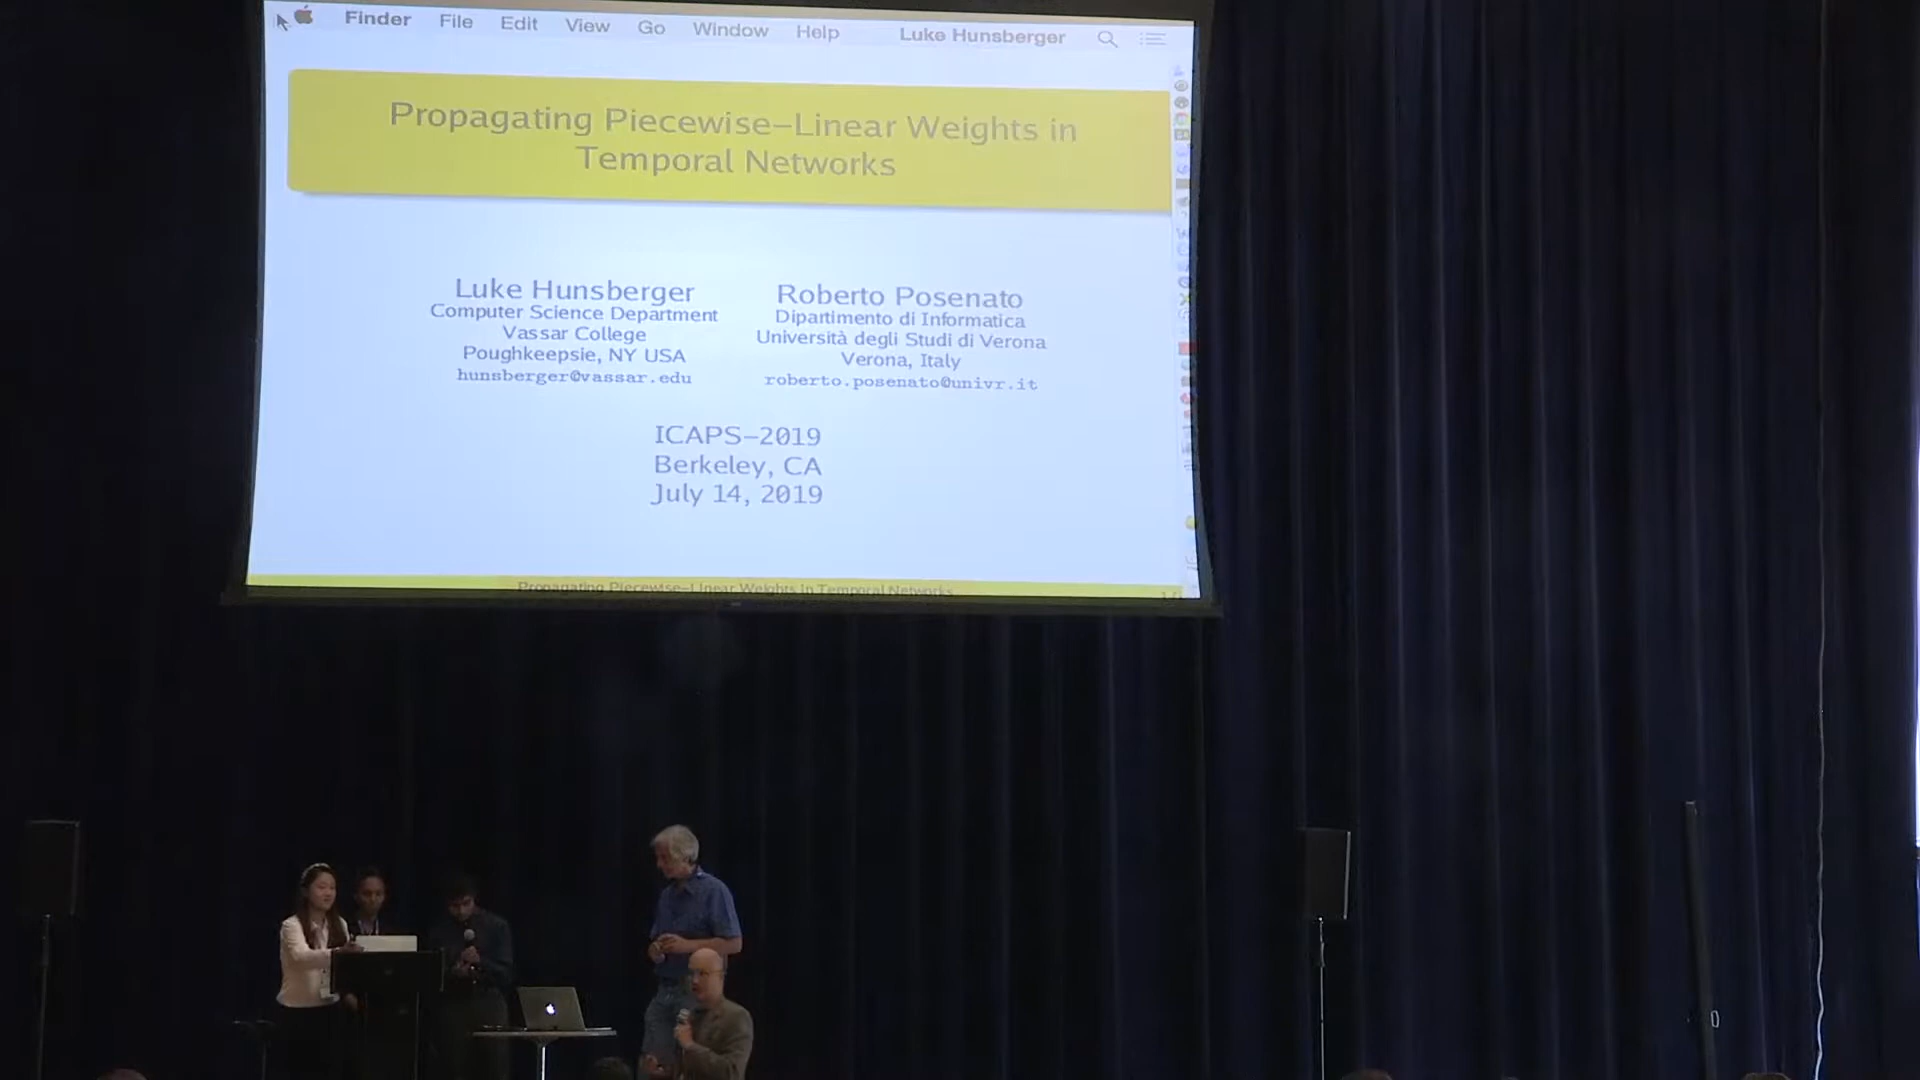 Finder File Edit View Go Window Help Luke Hunsberger
Propagating Piecewise–Linear Weights in
Temporal Networks
Luke Hunsberger
Computer Science Department
Vassar College
Poughkeepsie, NY USA
hunsberger@vassar.edu
Roberto Posenato
Dipartimento di Informatica
Università degli Studi di Verona
Verona, Italy
roberto.posenato@univr.it
ICAPS–2019
Berkeley, CA
July 14, 2019
Propagating Piecewise–Linear Weights in Temporal Networks